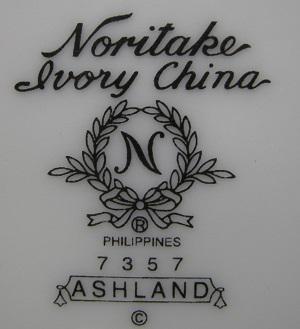 Noritake
Ivory China
N
®
PHILIPPINES
7357
ASHLAND
©